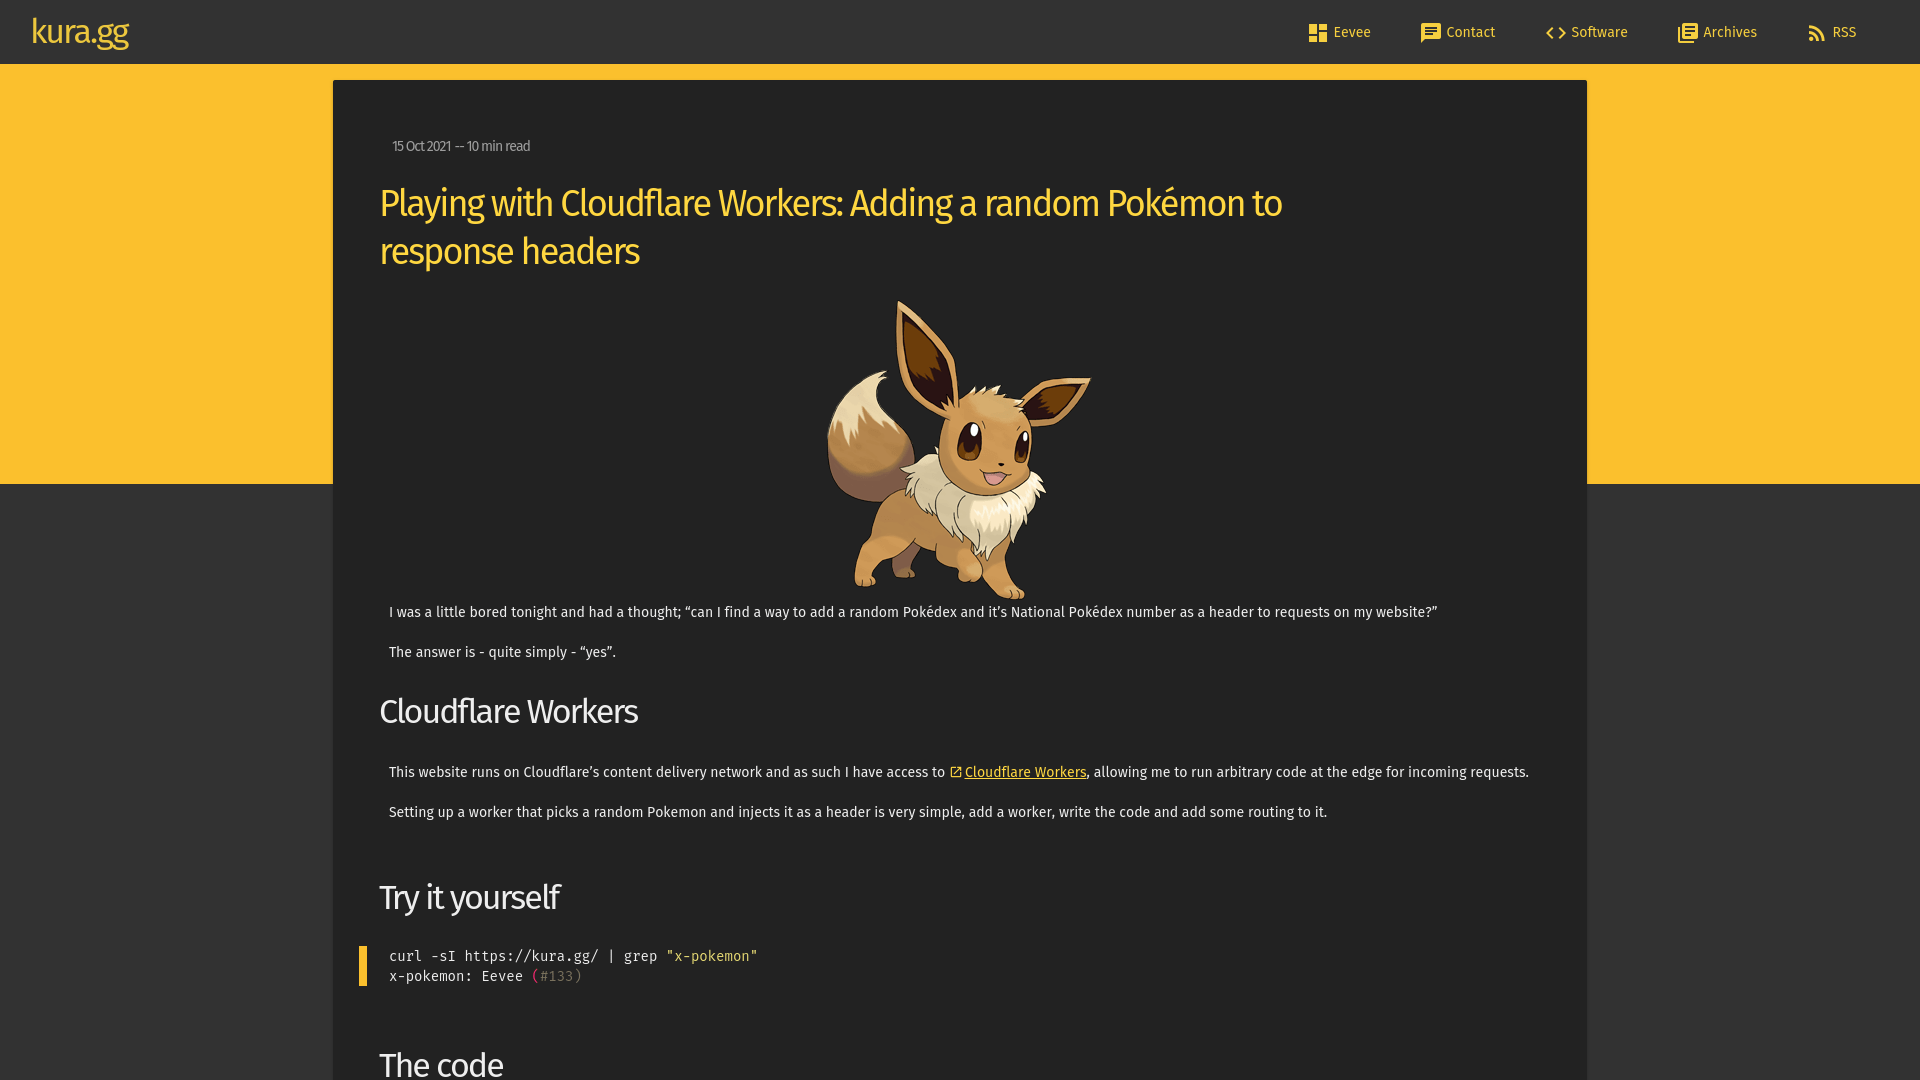 kura.gg
Eevee
Contact
Software
Archives
RSS
15 Oct 2021 -- 10 min read
Playing with Cloudflare Workers: Adding a random Pokémon to
response headers
I was a little bored tonight and had a thought; “can I find a way to add a random Pokédex and it’s National Pokédex number as a header to requests on my website?”
The answer is - quite simply - “yes”.
Cloudflare Workers
This website runs on Cloudflare’s content delivery network and as such I have access to Cloudflare Workers, allowing me to run arbitrary code at the edge for incoming requests.
Setting up a worker that picks a random Pokemon and injects it as a header is very simple, add a worker, write the code and add some routing to it.
Try it yourself
curl -sI https://kura.gg/ | grep "x-pokemon"
x-pokemon: Eevee (#133)
The code